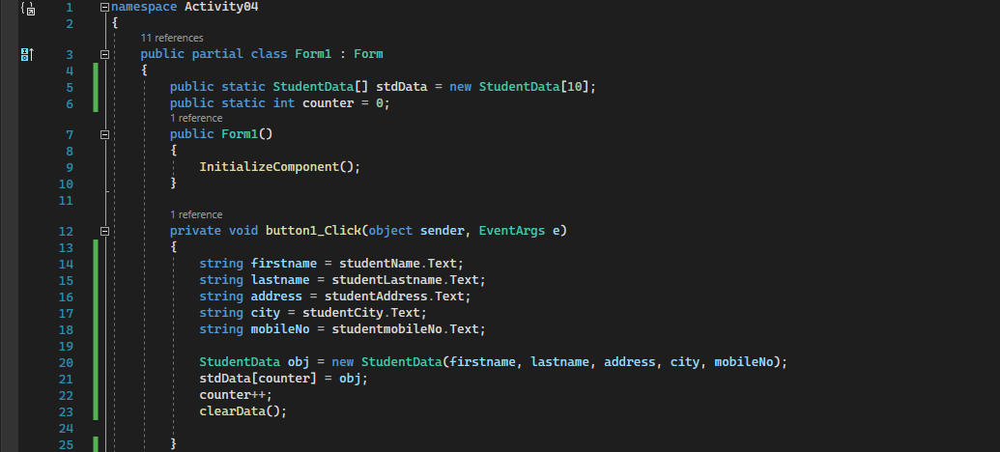 1 namespace Activity04
2 {
11 references
3 public partial class Form1 : Form
4 {
5 public static StudentData[] stdData = new StudentData[10];
6 public static int counter = 0;
1 reference
7 public Form1()
8 {
9 InitializeComponent();
10 }
11
1 reference
12 private void button1_Click(object sender, EventArgs e)
13 {
14 string firstname = studentName.Text;
15 string lastname = studentLastname.Text;
16 string address = studentAddress.Text;
17 string city = studentCity.Text;
18 string mobileNo = studentmobileNo.Text;
19
20 StudentData obj = new StudentData(firstname, lastname, address, city, mobileNo);
21 stdData[counter] = obj;
22 counter++;
23 clearData();
24
25 }